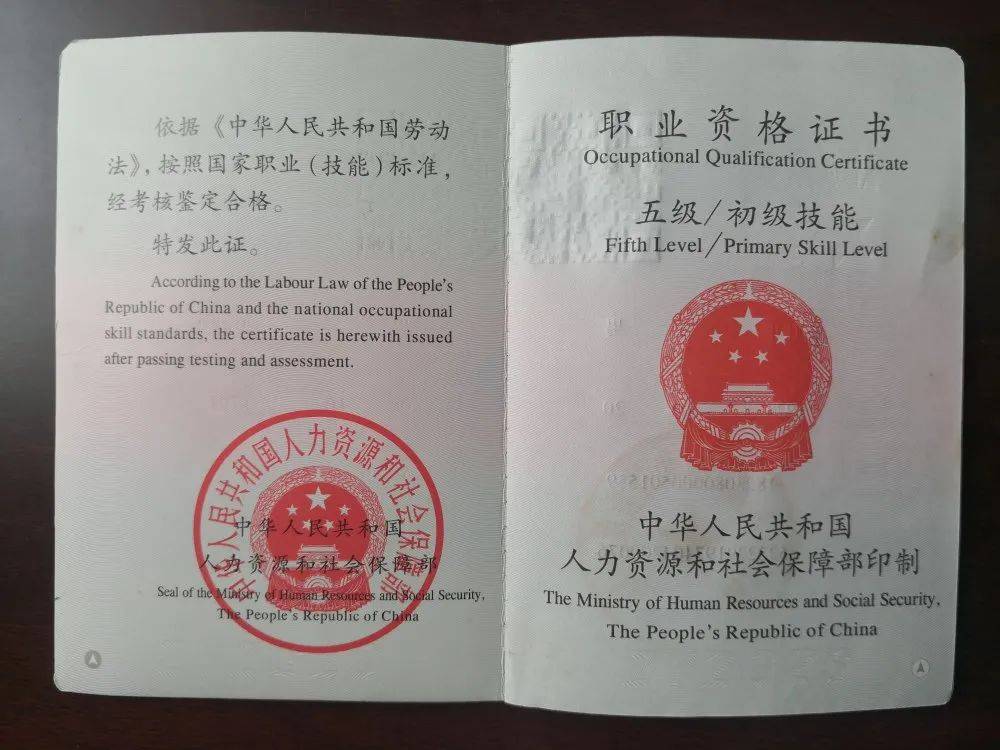 依据《中华人民共和国劳动
法》，按照国家职业（技能）标准，
经考核鉴定合格。
特发此证。
According to the Labour Law of the People's
Republic of China and the national occupational
skill standards, the certificate is herewith issued
after passing testing and assessment.
中华人民共和国人力资源和社会保障部
中华人民共和国
人力资源和社会保障部
Seal of the Ministry of Human Resources and Social Security,
The People's Republic of China
职业资格证书
Occupational Qualification Certificate
五级/初级技能
Fifth Level/Primary Skill Level
中华人民共和国
人力资源和社会保障部印制
The Ministry of Human Resources and Social Security,
The People's Republic of China